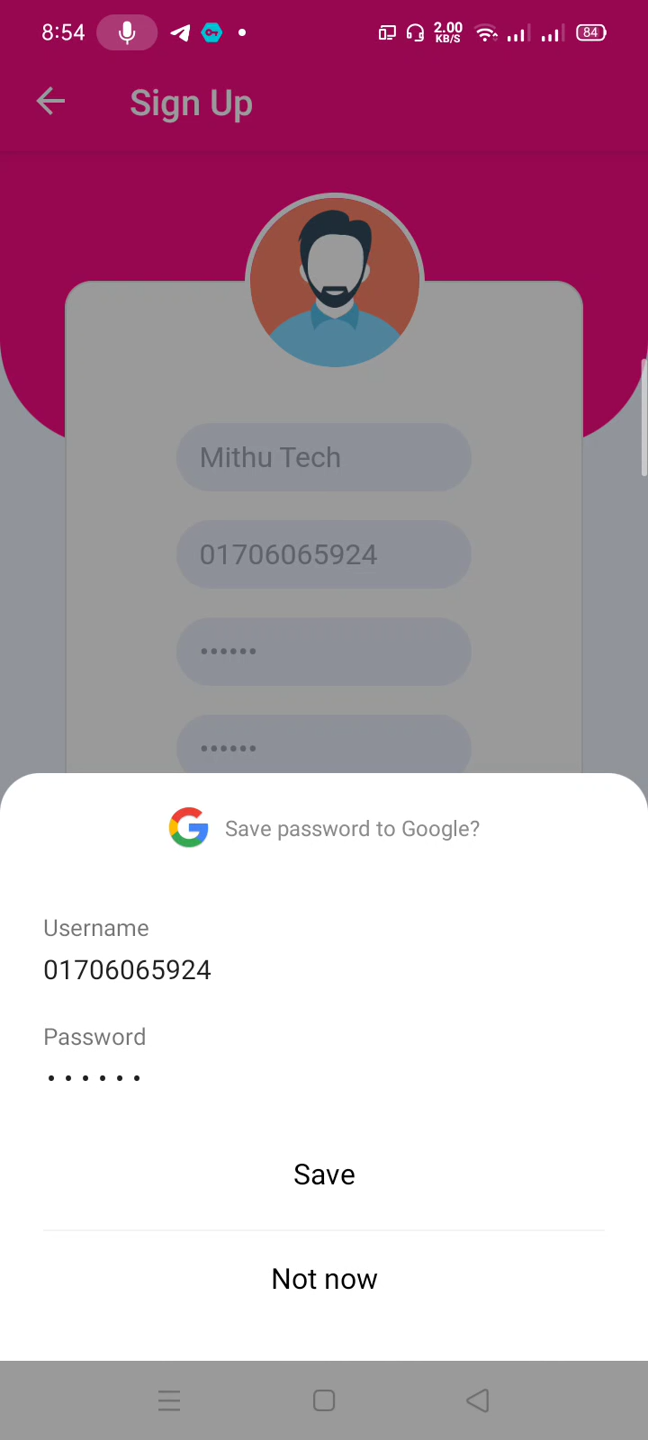 8:54
2.00
KB/S
84
Sign Up
Mithu Tech
01706065924
••••••
••••••
Save password to Google?
Username
01706065924
Password
••••••
Save
Not now